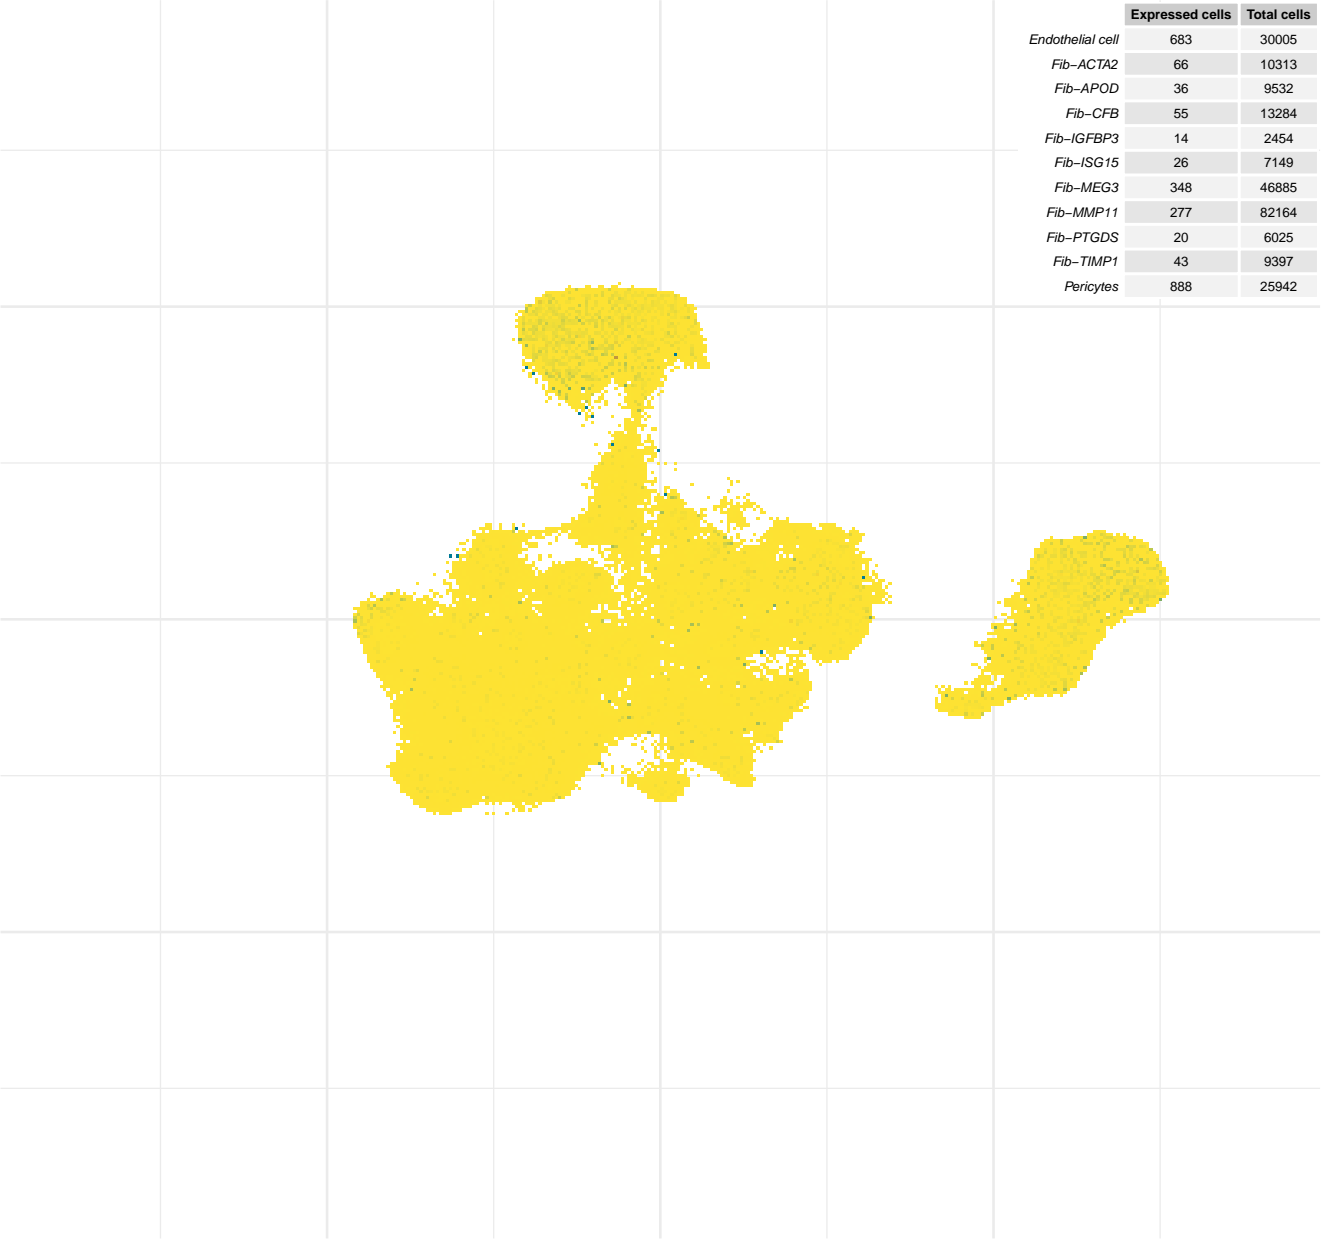 Expressed cells Total cells
Endothelial cell 683 30005
Fib−ACTA2 66 10313
Fib−APOD 36 9532
Fib−CFB 55 13284
Fib−IGFBP3 14 2454
Fib−ISG15 26 7149
Fib−MEG3 348 46885
Fib−MMP11 277 82164
Fib−PTGDS 20 6025
Fib−TIMP1 43 9397
Pericytes 888 25942